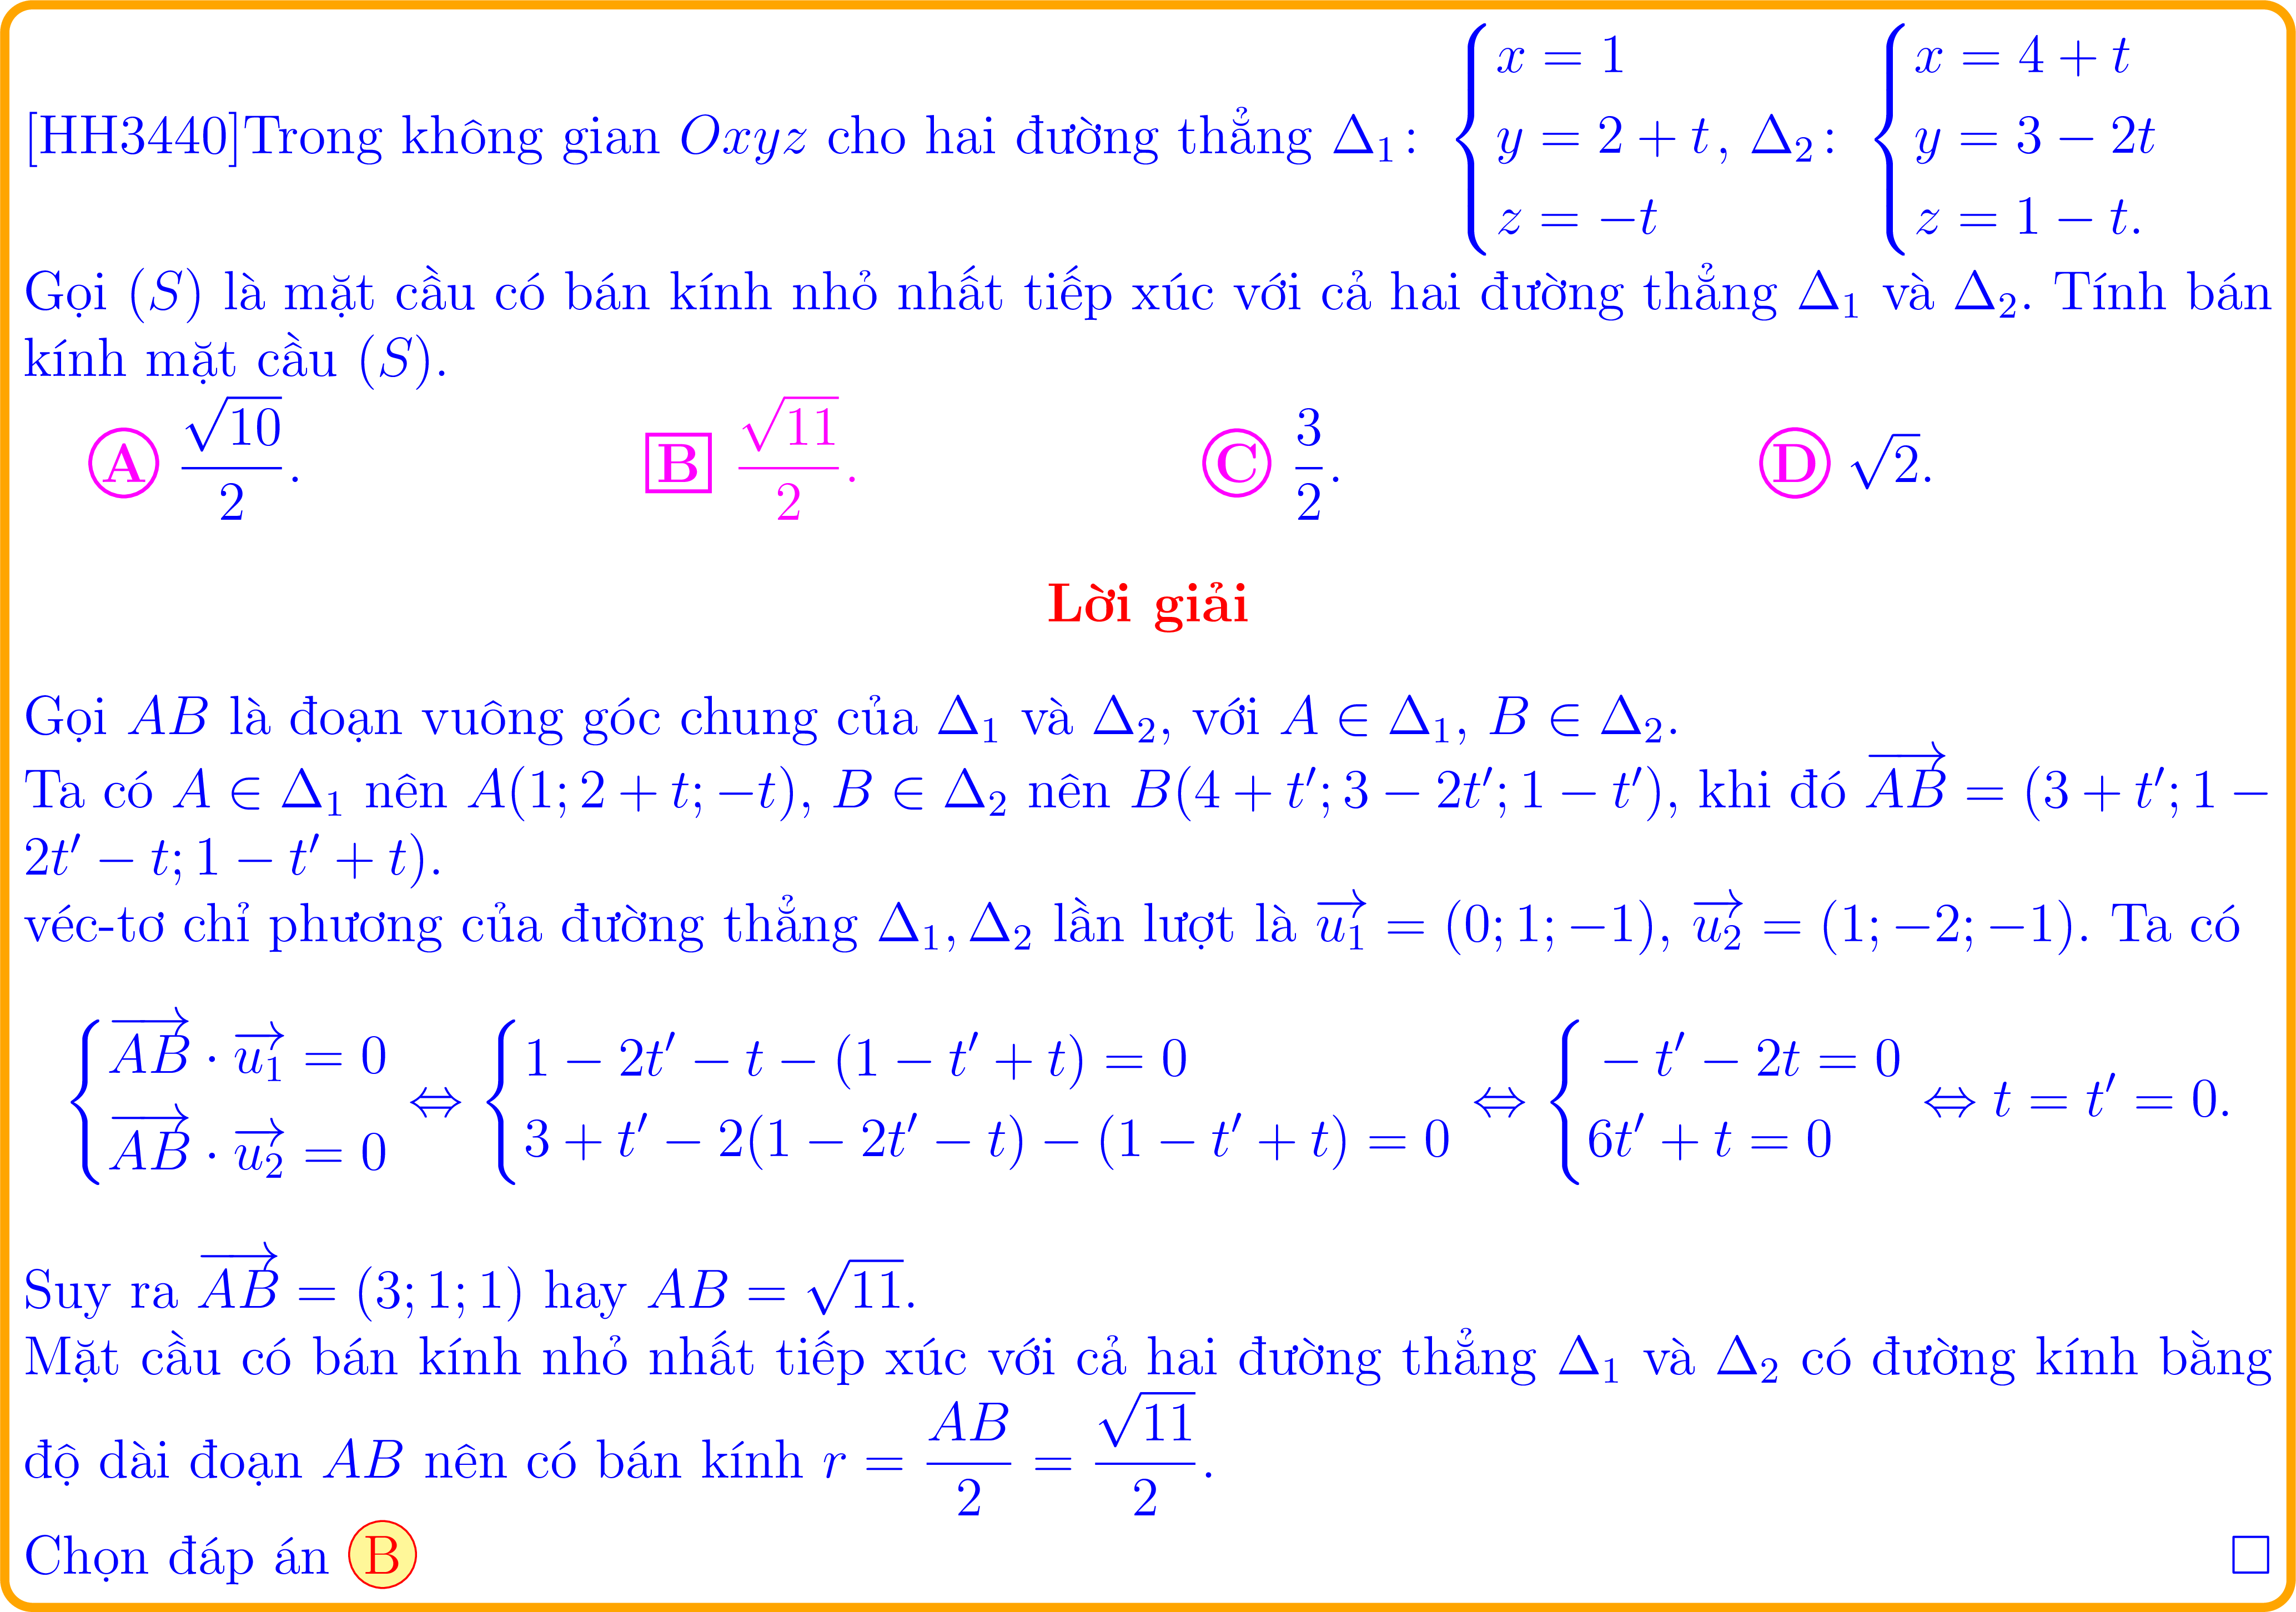 [HH3440]Trong không gian $Oxyz$ cho hai đường thẳng $\Delta_1\colon \begin{cases} x = 1 \\ y = 2 + t \\ z = -t \end{cases}$, $\Delta_2\colon \begin{cases} x = 4 + t \\ y = 3 - 2t \\ z = 1 - t. \end{cases}$
Gọi $(S)$ là mặt cầu có bán kính nhỏ nhất tiếp xúc với cả hai đường thẳng $\Delta_1$ và $\Delta_2$. Tính bán
kính mặt cầu $(S)$.
A $\dfrac{\sqrt{10}}{2}$. B $\dfrac{\sqrt{11}}{2}$. C $\dfrac{3}{2}$. D $\sqrt{2}$.
Lời giải
Gọi $AB$ là đoạn vuông góc chung của $\Delta_1$ và $\Delta_2$, với $A \in \Delta_1$, $B \in \Delta_2$.
Ta có $A \in \Delta_1$ nên $A(1; 2 + t; -t)$, $B \in \Delta_2$ nên $B(4 + t'; 3 - 2t'; 1 - t')$, khi đó $\overrightarrow{AB} = (3 + t'; 1 -$
$2t' - t; 1 - t' + t)$.
véc-tơ chỉ phương của đường thẳng $\Delta_1, \Delta_2$ lần lượt là $\overrightarrow{u_1} = (0; 1; -1)$, $\overrightarrow{u_2} = (1; -2; -1)$. Ta có
$\begin{cases} \overrightarrow{AB} \cdot \overrightarrow{u_1} = 0 \\ \overrightarrow{AB} \cdot \overrightarrow{u_2} = 0 \end{cases} \Leftrightarrow \begin{cases} 1 - 2t' - t - (1 - t' + t) = 0 \\ 3 + t' - 2(1 - 2t' - t) - (1 - t' + t) = 0 \end{cases} \Leftrightarrow \begin{cases} -t' - 2t = 0 \\ 6t' + t = 0 \end{cases} \Leftrightarrow t = t' = 0.$
Suy ra $\overrightarrow{AB} = (3; 1; 1)$ hay $AB = \sqrt{11}$.
Mặt cầu có bán kính nhỏ nhất tiếp xúc với cả hai đường thẳng $\Delta_1$ và $\Delta_2$ có đường kính bằng
độ dài đoạn $AB$ nên có bán kính $r = \dfrac{AB}{2} = \dfrac{\sqrt{11}}{2}$.
Chọn đáp án B □